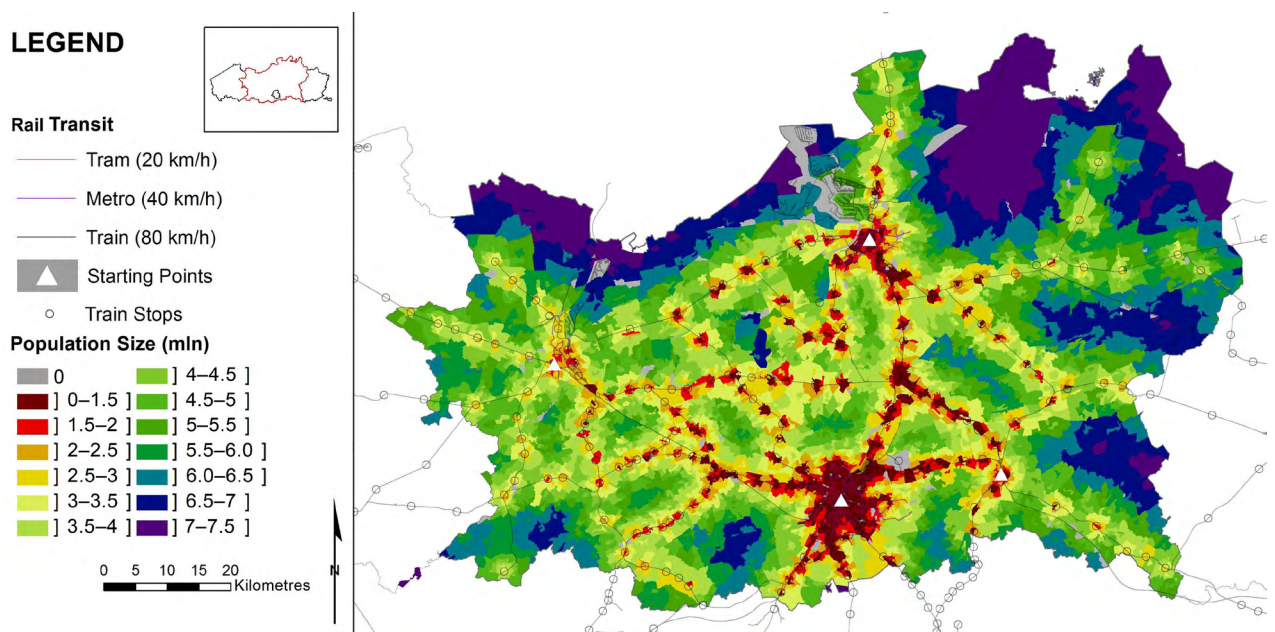 LEGEND
Rail Transit
Tram (20 km/h)
Metro (40 km/h)
Train (80 km/h)
Starting Points
Train Stops
Population Size (mln)
0
] 0–1.5 ]
] 1.5–2 ]
] 2–2.5 ]
] 2.5–3 ]
] 3–3.5 ]
] 3.5–4 ]
] 4–4.5 ]
] 4.5–5 ]
] 5–5.5 ]
] 5.5–6.0 ]
] 6.0–6.5 ]
] 6.5–7 ]
] 7–7.5 ]
0 5 10 15 20
Kilometres
N